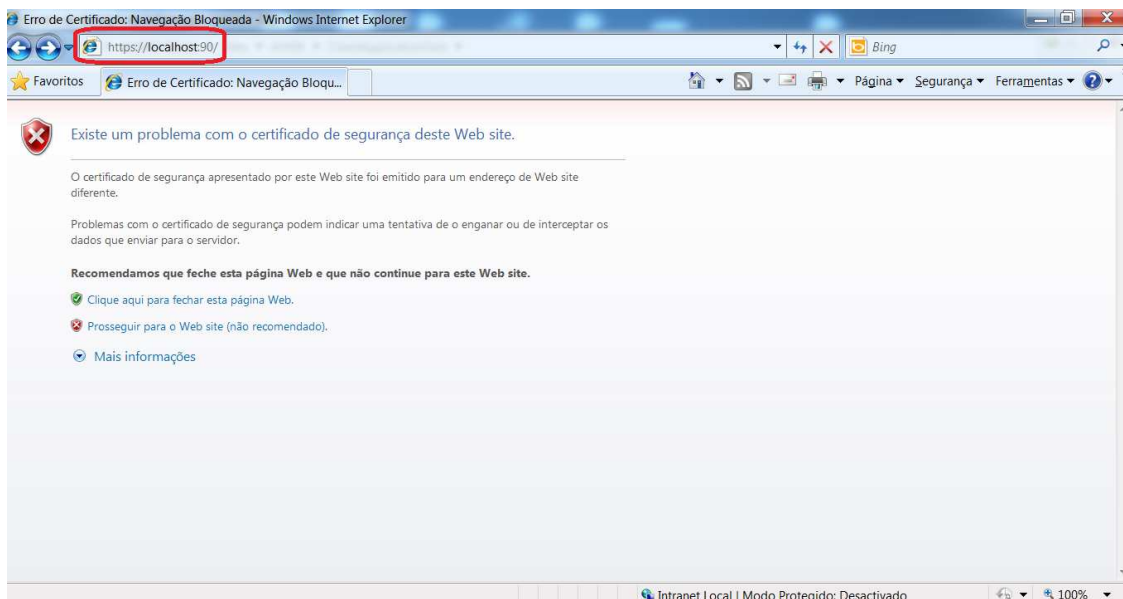 Erro de Certificado: Navegação Bloqueada - Windows Internet Explorer
https://localhost:90/
Bing
Favoritos
Erro de Certificado: Navegação Bloqu...
Página
Segurança
Ferramentas
Existe um problema com o certificado de segurança deste Web site.
O certificado de segurança apresentado por este Web site foi emitido para um endereço de Web site
diferente.
Problemas com o certificado de segurança podem indicar uma tentativa de o enganar ou de interceptar os
dados que enviar para o servidor.
Recomendamos que feche esta página Web e que não continue para este Web site.
Clique aqui para fechar esta página Web.
Prosseguir para o Web site (não recomendado).
Mais informações
Intranet Local | Modo Protegido: Desactivado
100%